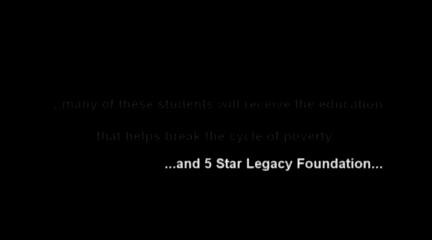 ...many of these students will receive the education
that helps break the cycle of poverty
...and 5 Star Legacy Foundation...